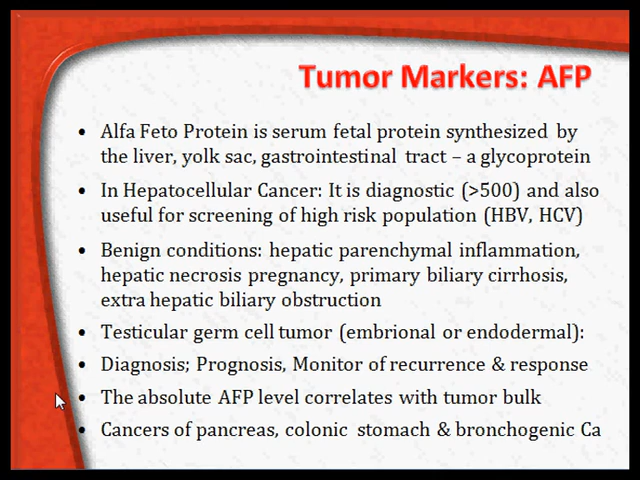 Tumor Markers: AFP
• Alfa Feto Protein is serum fetal protein synthesized by
the liver, yolk sac, gastrointestinal tract – a glycoprotein
• In Hepatocellular Cancer: It is diagnostic (>500) and also
useful for screening of high risk population (HBV, HCV)
• Benign conditions: hepatic parenchymal inflammation,
hepatic necrosis pregnancy, primary biliary cirrhosis,
extra hepatic biliary obstruction
• Testicular germ cell tumor (embrional or endodermal):
• Diagnosis; Prognosis, Monitor of recurrence & response
• The absolute AFP level correlates with tumor bulk
• Cancers of pancreas, colonic stomach & bronchogenic Ca